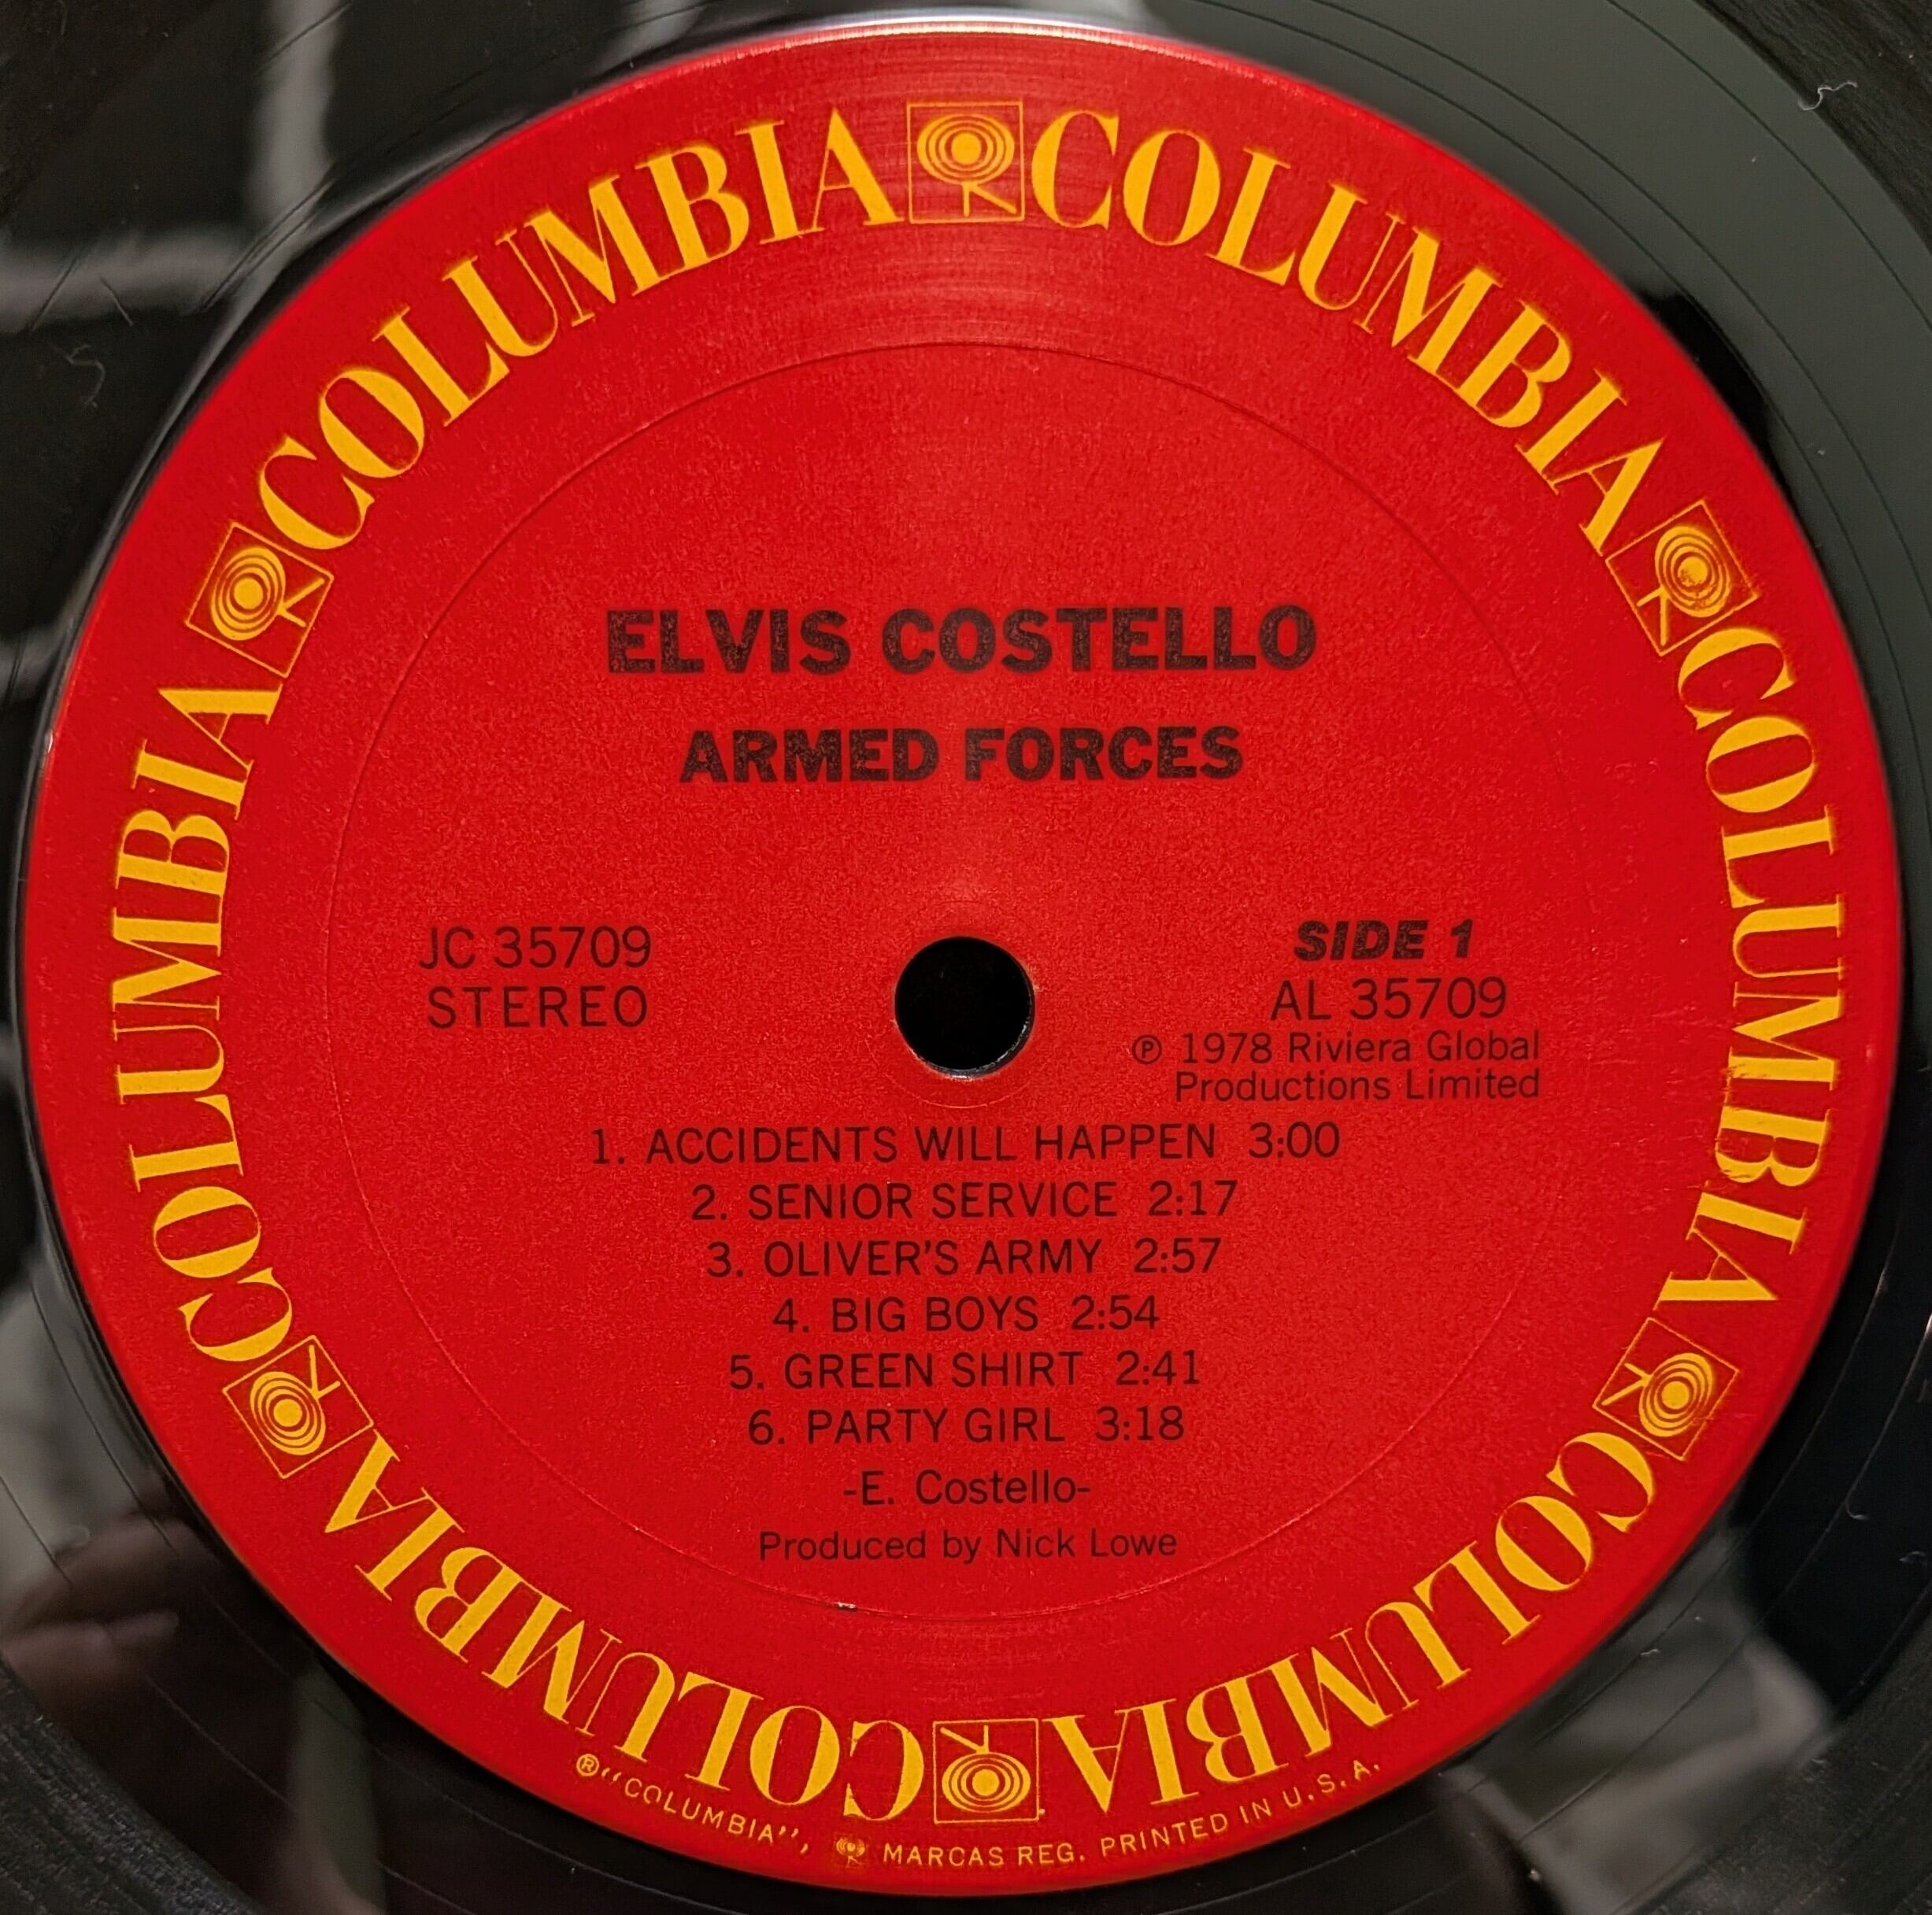 COLUMBIA COLUMBIA COLUMBIA COLUMBIA COLUMBIA COLUMBIA
ELVIS COSTELLO
ARMED FORCES
JC 35709
STEREO
SIDE 1
AL 35709
℗ 1978 Riviera Global
Productions Limited
1. ACCIDENTS WILL HAPPEN 3:00
2. SENIOR SERVICE 2:17
3. OLIVER'S ARMY 2:57
4. BIG BOYS 2:54
5. GREEN SHIRT 2:41
6. PARTY GIRL 3:18
-E. Costello-
Produced by Nick Lowe
®"COLUMBIA", MARCAS REG. PRINTED IN U.S.A.